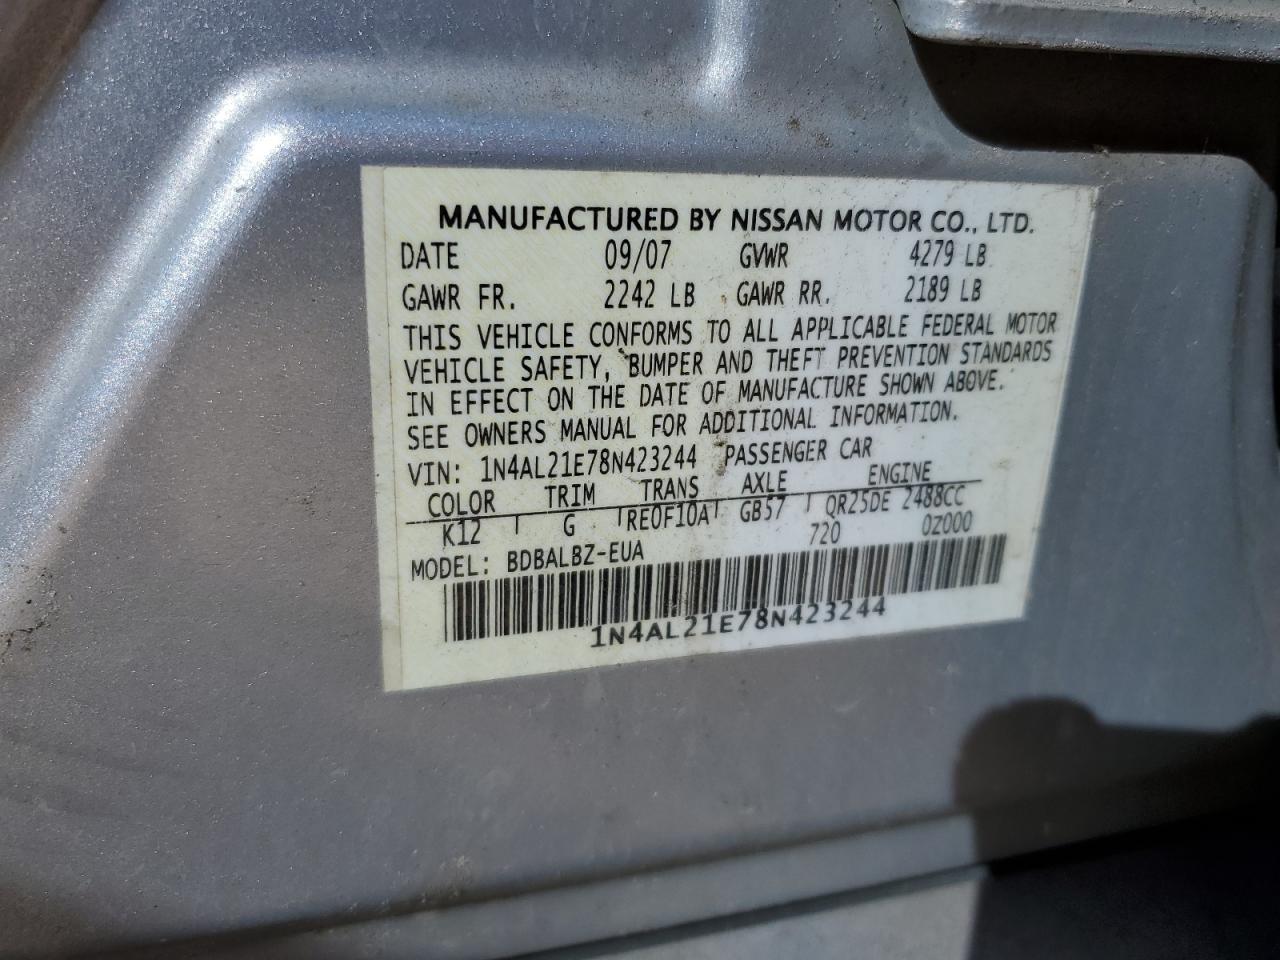 MANUFACTURED BY NISSAN MOTOR CO., LTD.
DATE 09/07 GVWR 4279 LB
GAWR FR. 2242 LB GAWR RR. 2189 LB
THIS VEHICLE CONFORMS TO ALL APPLICABLE FEDERAL MOTOR
VEHICLE SAFETY, BUMPER AND THEFT PREVENTION STANDARDS
IN EFFECT ON THE DATE OF MANUFACTURE SHOWN ABOVE.
SEE OWNERS MANUAL FOR ADDITIONAL INFORMATION.
VIN: 1N4AL21E78N423244 PASSENGER CAR
COLOR TRIM TRANS AXLE ENGINE
K12 G RE0F10A GB57 QR25DE 2488CC
MODEL: BDBALBZ-EUA 720 0Z000
1N4AL21E78N423244